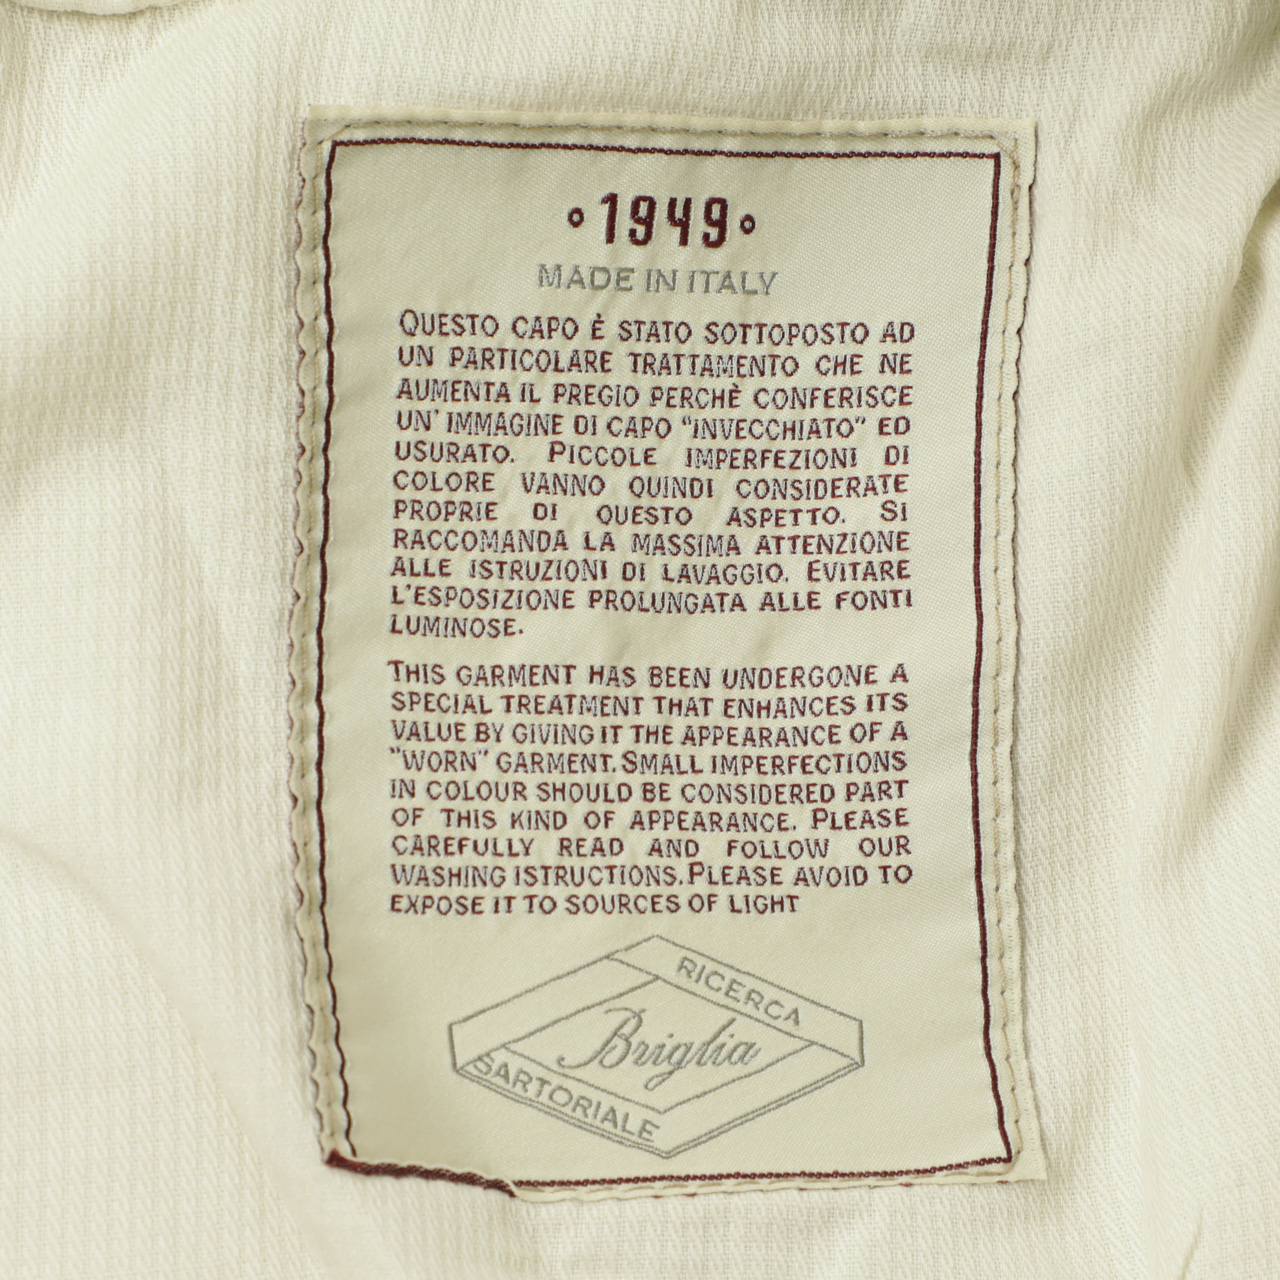 °1949°
MADE IN ITALY
QUESTO CAPO È STATO SOTTOPOSTO AD
UN PARTICOLARE TRATTAMENTO CHE NE
AUMENTA IL PREGIO PERCHÈ CONFERISCE
UN' IMMAGINE DI CAPO "INVECCHIATO" ED
USURATO. PICCOLE IMPERFEZIONI DI
COLORE VANNO QUINDI CONSIDERATE
PROPRIE DI QUESTO ASPETTO. SI
RACCOMANDA LA MASSIMA ATTENZIONE
ALLE ISTRUZIONI DI LAVAGGIO. EVITARE
L'ESPOSIZIONE PROLUNGATA ALLE FONTI
LUMINOSE.
THIS GARMENT HAS BEEN UNDERGONE A
SPECIAL TREATMENT THAT ENHANCES ITS
VALUE BY GIVING IT THE APPEARANCE OF A
"WORN" GARMENT. SMALL IMPERFECTIONS
IN COLOUR SHOULD BE CONSIDERED PART
OF THIS KIND OF APPEARANCE. PLEASE
CAREFULLY READ AND FOLLOW OUR
WASHING ISTRUCTIONS. PLEASE AVOID TO
EXPOSE IT TO SOURCES OF LIGHT
RICERCA
Briglia
SARTORIALE